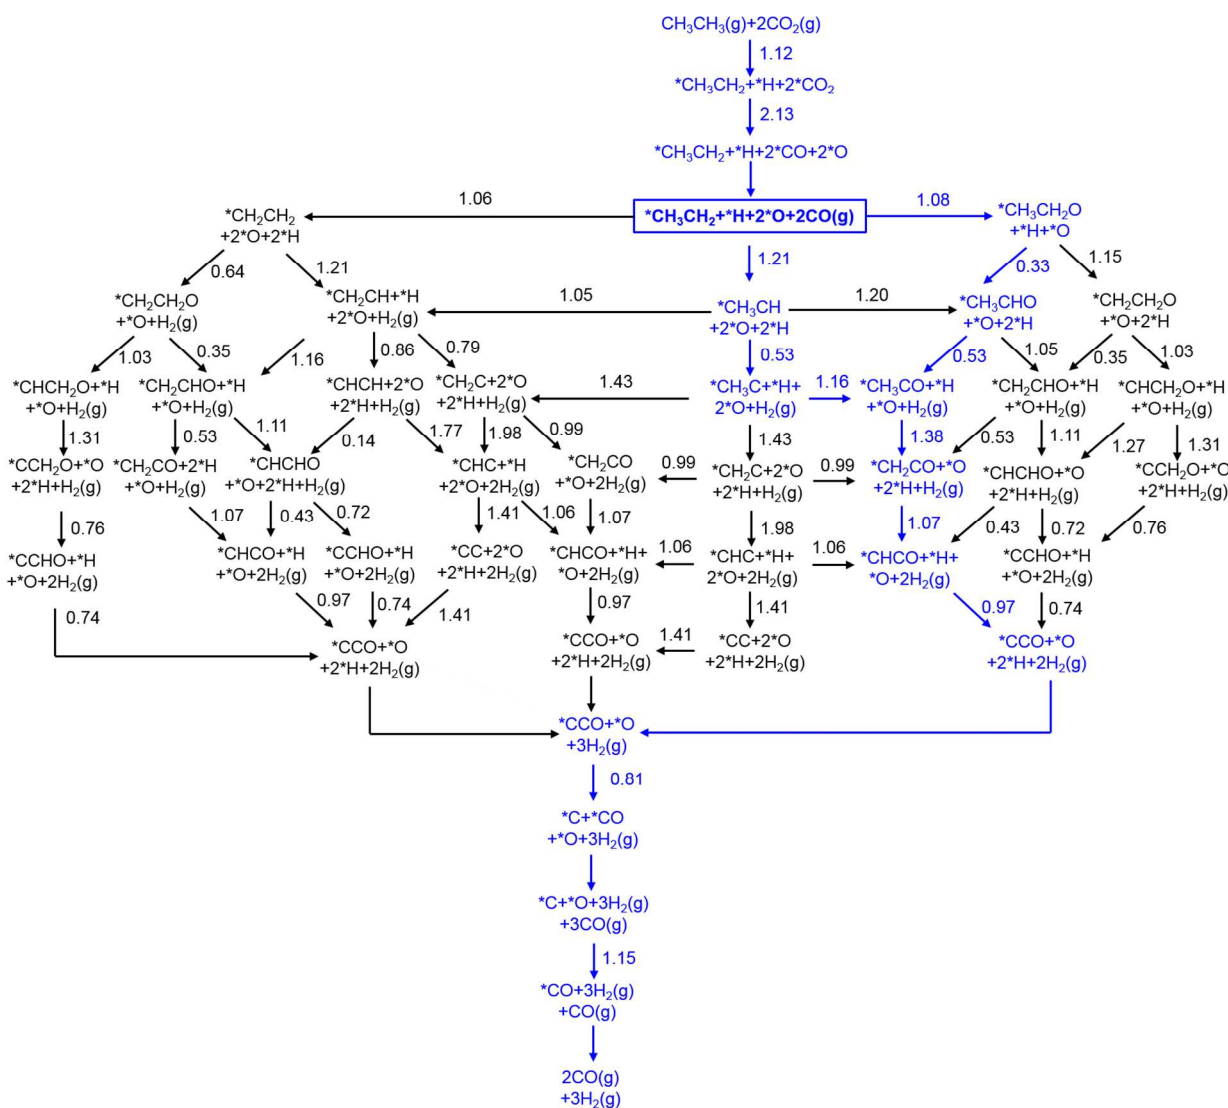 CH₃CH₃(g)+2CO₂(g)
1.12
*CH₃CH₂+*H+2*CO₂
2.13
*CH₃CH₂+*H+2*CO+2*O
1.06
*CH₃CH₂+*H+2*O+2CO(g)
1.08
*CH₂CH₂
+2*O+2*H
*CH₃CH₂O
+*H+*O
0.64
1.21
1.21
0.33
1.15
*CH₂CH₂O
+*O+H₂(g)
*CH₂CH+*H
+2*O+H₂(g)
1.05
*CH₃CH
+2*O+2*H
1.20
*CH₃CHO
+*O+2*H
*CH₂CH₂O
+*O+2*H
1.03
0.35
1.16
0.86
0.79
0.53
0.53
1.05
0.35
1.03
*CHCH₂O+*H
+*O+H₂(g)
*CH₂CHO+*H
+*O+H₂(g)
*CHCH+2*O
+2*H+H₂(g)
*CH₂C+2*O
+2*H+H₂(g)
1.43
*CH₃C+*H+
2*O+H₂(g)
1.16
*CH₃CO+*H
+*O+H₂(g)
*CH₂CHO+*H
+*O+H₂(g)
*CHCH₂O+*H
+*O+H₂(g)
1.31
0.53
1.11
0.14
1.77
1.98
0.99
1.43
1.38
0.53
1.11
1.27
1.31
*CCH₂O+*O
+2*H+H₂(g)
*CH₂CO+2*H
+*O+H₂(g)
*CHCHO
+*O+2*H+H₂(g)
*CHC+*H
+2*O+2H₂(g)
*CH₂CO
+*O+2H₂(g)
0.99
*CH₂C+2*O
+2*H+H₂(g)
0.99
*CH₂CO+*O
+2*H+H₂(g)
*CHCHO+*O
+2*H+H₂(g)
*CCH₂O+*O
+2*H+H₂(g)
0.76
1.07
0.43
0.72
1.41
1.06
1.07
1.98
1.07
0.43
0.72
0.76
*CCHO+*H
+*O+2H₂(g)
*CHCO+*H
+*O+2H₂(g)
*CCHO+*H
+*O+2H₂(g)
*CC+2*O
+2*H+2H₂(g)
*CHCO+*H+
*O+2H₂(g)
1.06
*CHC+*H+
2*O+2H₂(g)
1.06
*CHCO+*H+
*O+2H₂(g)
*CCHO+*H
+*O+2H₂(g)
0.74
0.97
0.74
1.41
0.97
1.41
0.97
0.74
*CCO+*O
+2*H+2H₂(g)
*CCO+*O
+2*H+2H₂(g)
1.41
*CC+2*O
+2*H+2H₂(g)
*CCO+*O
+2*H+2H₂(g)
*CCO+*O
+3H₂(g)
0.81
*C+*CO
+*O+3H₂(g)
*C+*O+3H₂(g)
+3CO(g)
1.15
*CO+3H₂(g)
+CO(g)
2CO(g)
+3H₂(g)